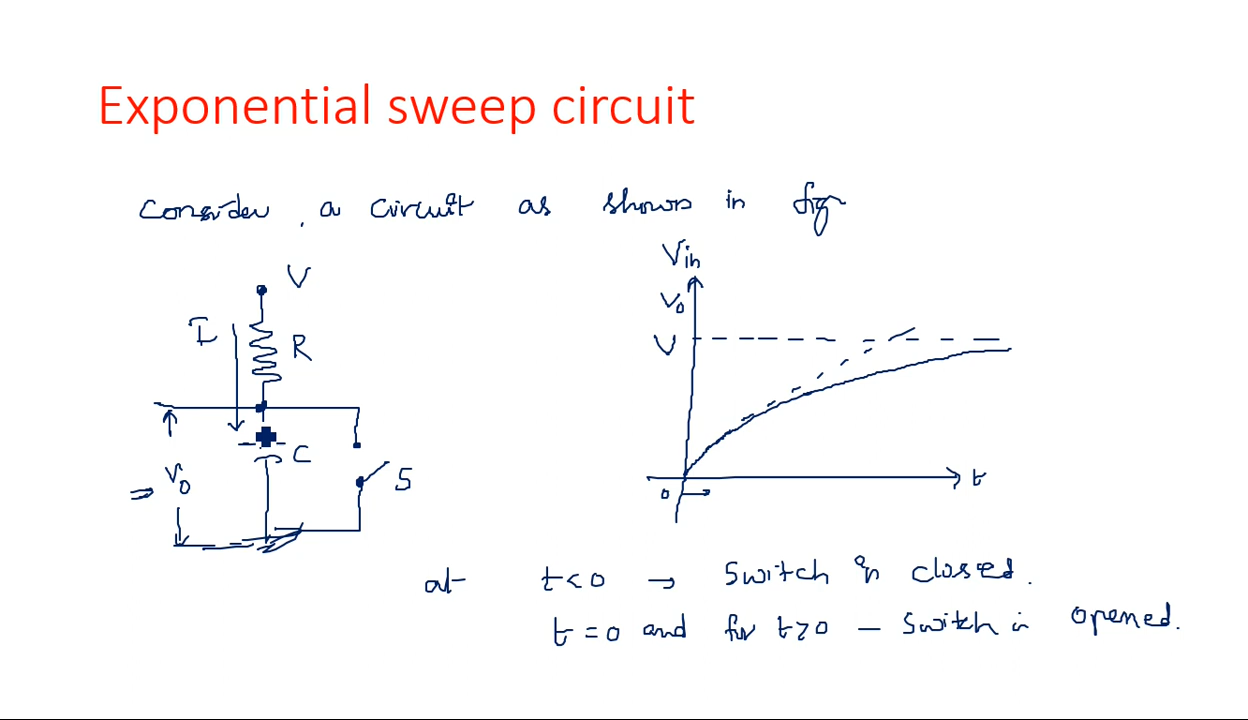 Exponential sweep circuit
Consider, a circuit as shown in fig
V
I
R
C
V0
S
Vin
V0
V
0
t
at t<0 → Switch is closed.
t=0 and for t>0 — Switch is opened.